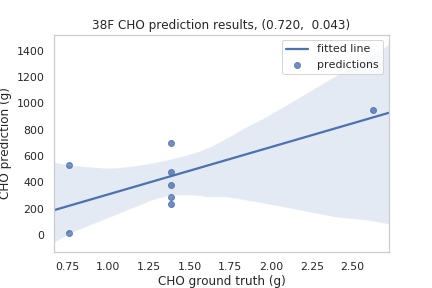 38F CHO prediction results, (0.720,  0.043)
fitted line
predictions
CHO prediction (g)
1400
1200
1000
800
600
400
200
0
0.75 1.00 1.25 1.50 1.75 2.00 2.25 2.50
CHO ground truth (g)